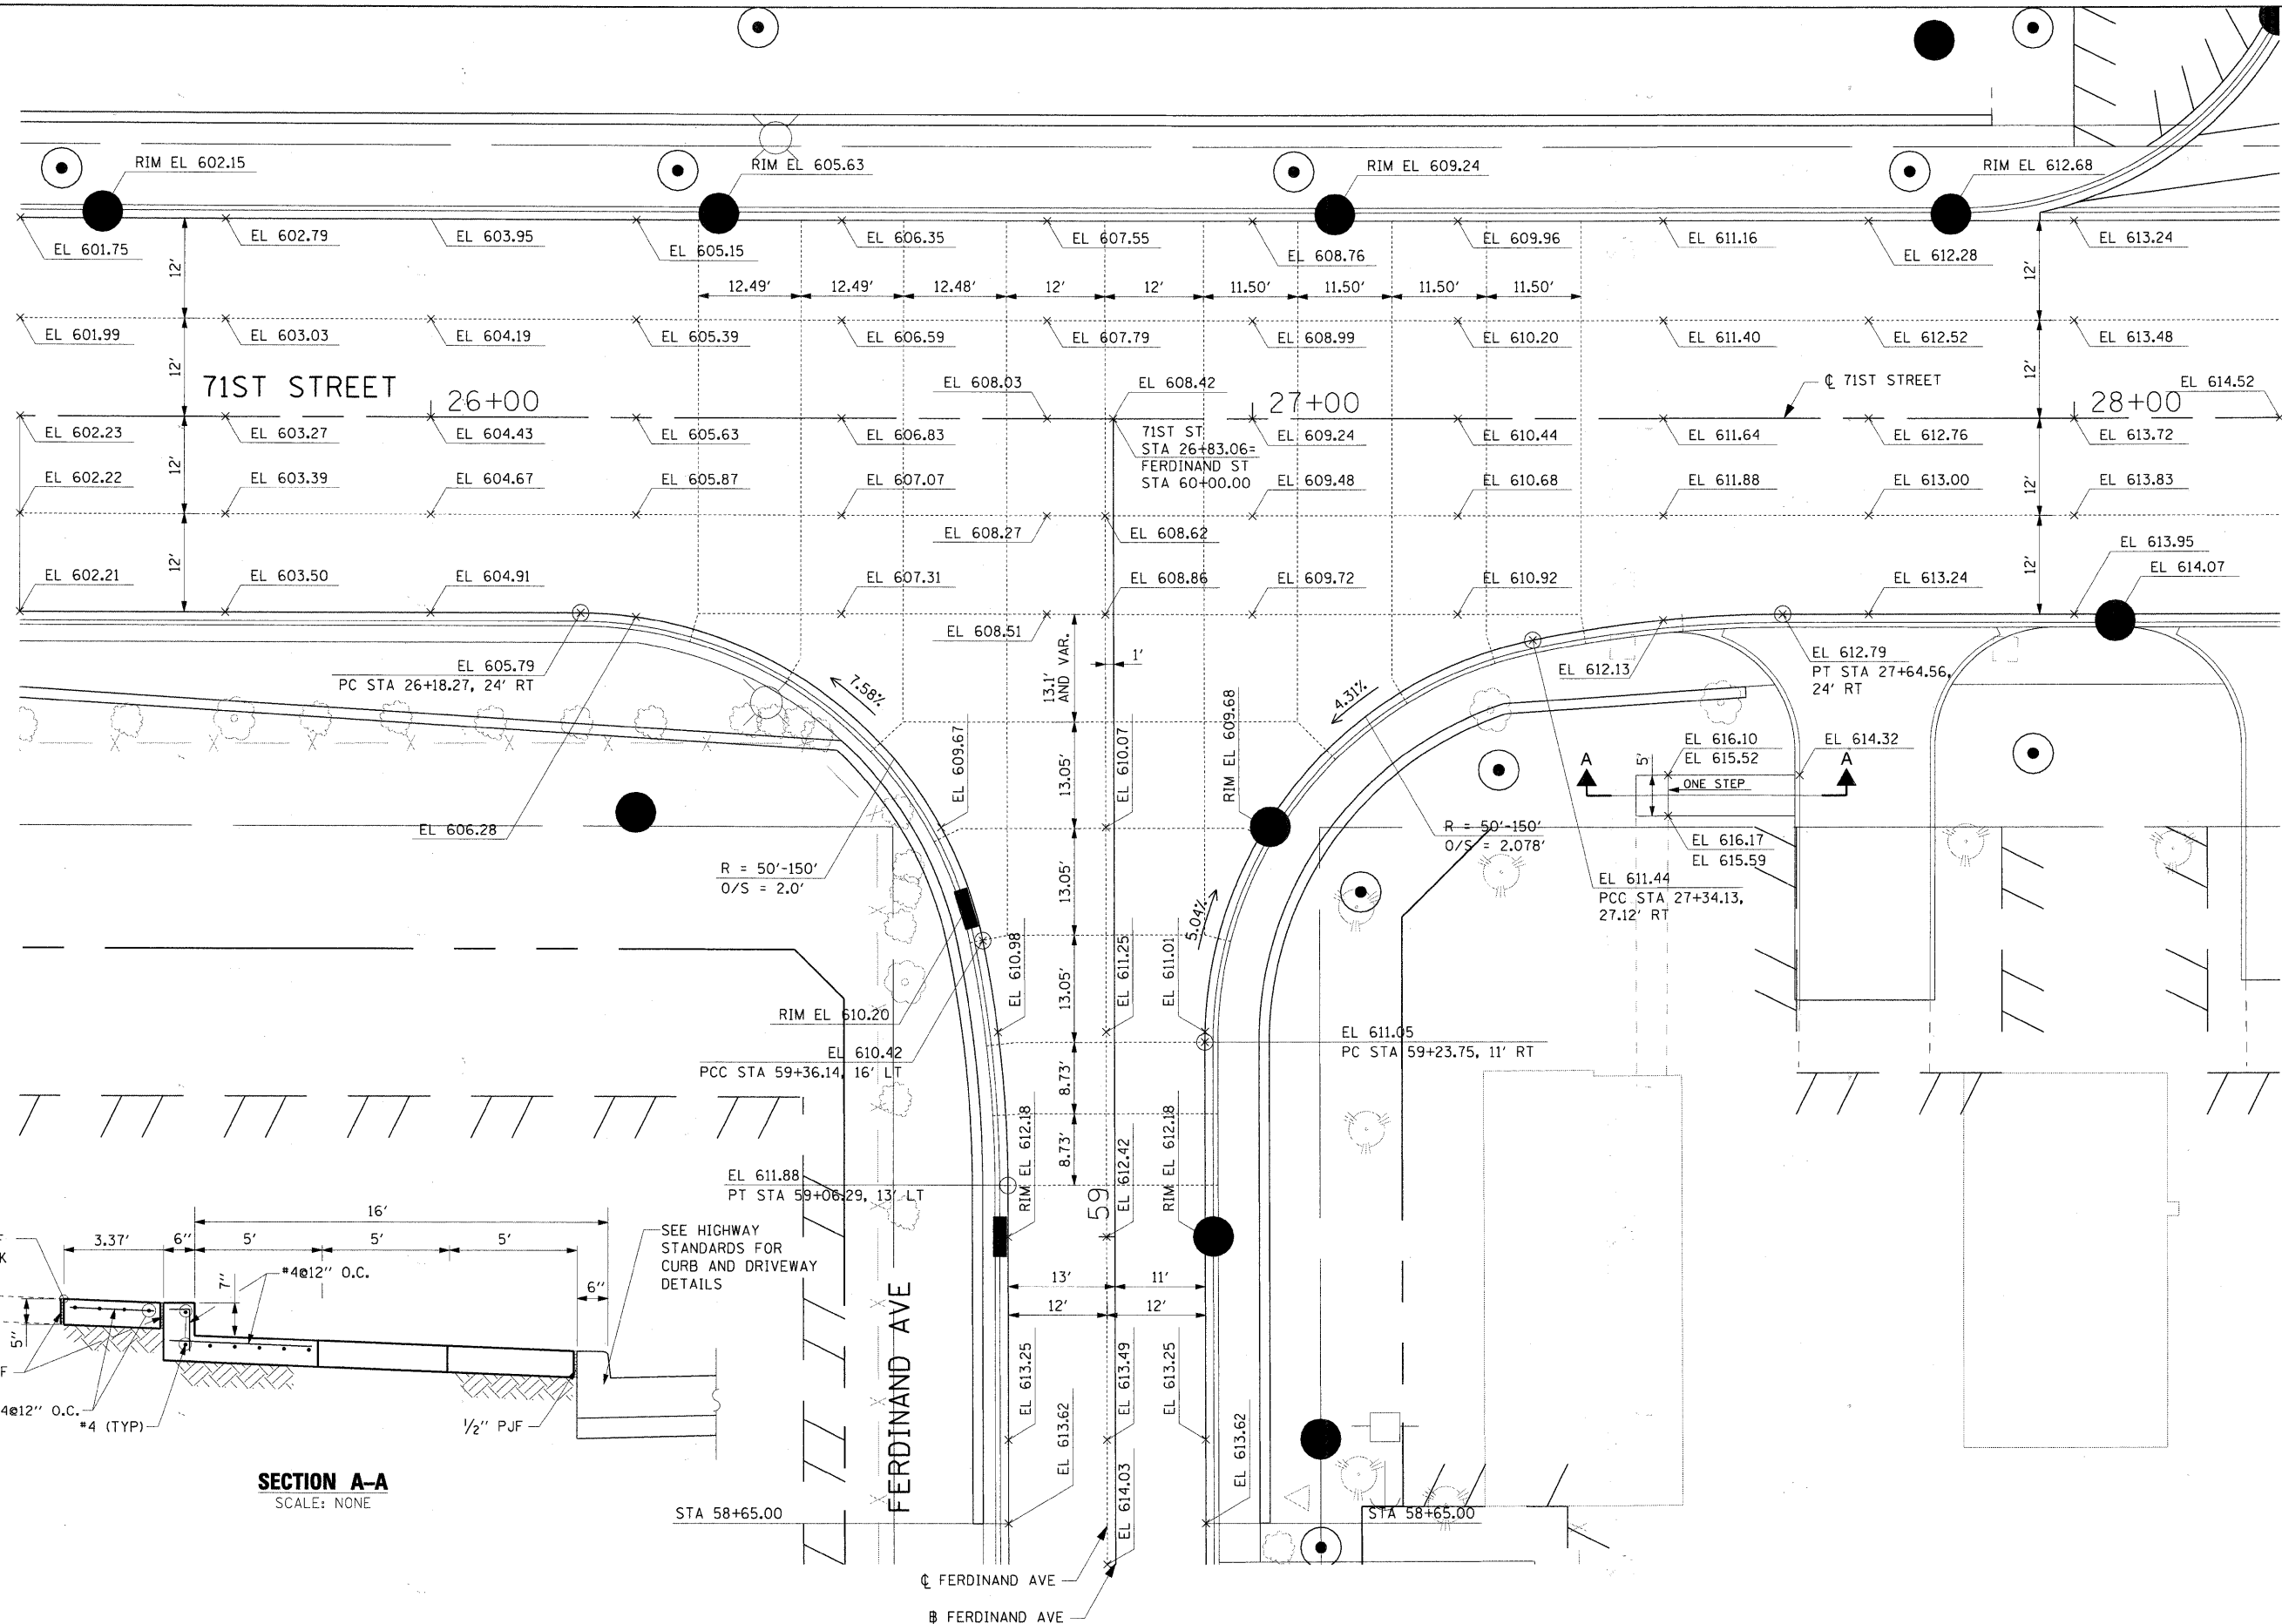 RIM EL 602.15
RIM EL 605.63
RIM EL 609.24
RIM EL 612.68
EL 601.75
EL 602.79
EL 603.95
EL 605.15
EL 606.35
EL 607.55
EL 608.76
EL 609.96
EL 611.16
EL 612.28
EL 613.24
12'
12'
12.49'
12.49'
12.48'
12'
12'
11.50'
11.50'
11.50'
11.50'
EL 601.99
EL 603.03
EL 604.19
EL 605.39
EL 606.59
EL 607.79
EL 608.99
EL 610.20
EL 611.40
EL 612.52
EL 613.48
12'
12'
71ST STREET
26+00
EL 608.03
EL 608.42
27+00
℄ 71ST STREET
28+00
EL 614.52
EL 602.23
EL 603.27
EL 604.43
EL 605.63
EL 606.83
71ST ST
STA 26+83.06=
FERDINAND ST
STA 60+00.00
EL 609.24
EL 610.44
EL 611.64
EL 612.76
EL 613.72
12'
12'
EL 602.22
EL 603.39
EL 604.67
EL 605.87
EL 607.07
EL 609.48
EL 610.68
EL 611.88
EL 613.00
EL 613.83
EL 608.27
EL 608.62
12'
12'
EL 613.95
EL 602.21
EL 603.50
EL 604.91
EL 607.31
EL 608.86
EL 609.72
EL 610.92
EL 613.24
EL 614.07
EL 608.51
EL 605.79
PC STA 26+18.27, 24' RT
7.58%
13.1'
AND VAR.
1'
4.31%
EL 612.13
EL 612.79
PT STA 27+64.56,
24' RT
EL 609.67
13.05'
EL 610.07
RIM EL 609.68
EL 616.10
EL 615.52
EL 614.32
A
A
5'
ONE STEP
EL 606.28
R = 50'-150'
O/S = 2.0'
R = 50'-150'
O/S = 2.078'
EL 616.17
EL 615.59
EL 611.44
PCC STA 27+34.13,
27.12' RT
13.05'
5.04%
EL 610.98
13.05'
EL 611.25
EL 611.01
RIM EL 610.20
EL 610.42
PCC STA 59+36.14, 16' LT
EL 611.05
PC STA 59+23.75, 11' RT
8.73'
8.73'
RIM EL 612.18
EL 612.42
RIM EL 612.18
EL 611.88
PT STA 59+06.29, 13' LT
59
16'
3.37'
6"
5'
5'
5'
6"
7"
#4@12" O.C.
SEE HIGHWAY
STANDARDS FOR
CURB AND DRIVEWAY
DETAILS
K
5"
F
4@12" O.C.
#4 (TYP)
1/2" PJF
13'
11'
12'
12'
FERDINAND AVE
EL 613.25
EL 613.62
EL 613.49
EL 613.25
EL 614.03
EL 613.62
SECTION A-A
SCALE: NONE
STA 58+65.00
STA 58+65.00
℄ FERDINAND AVE
B FERDINAND AVE